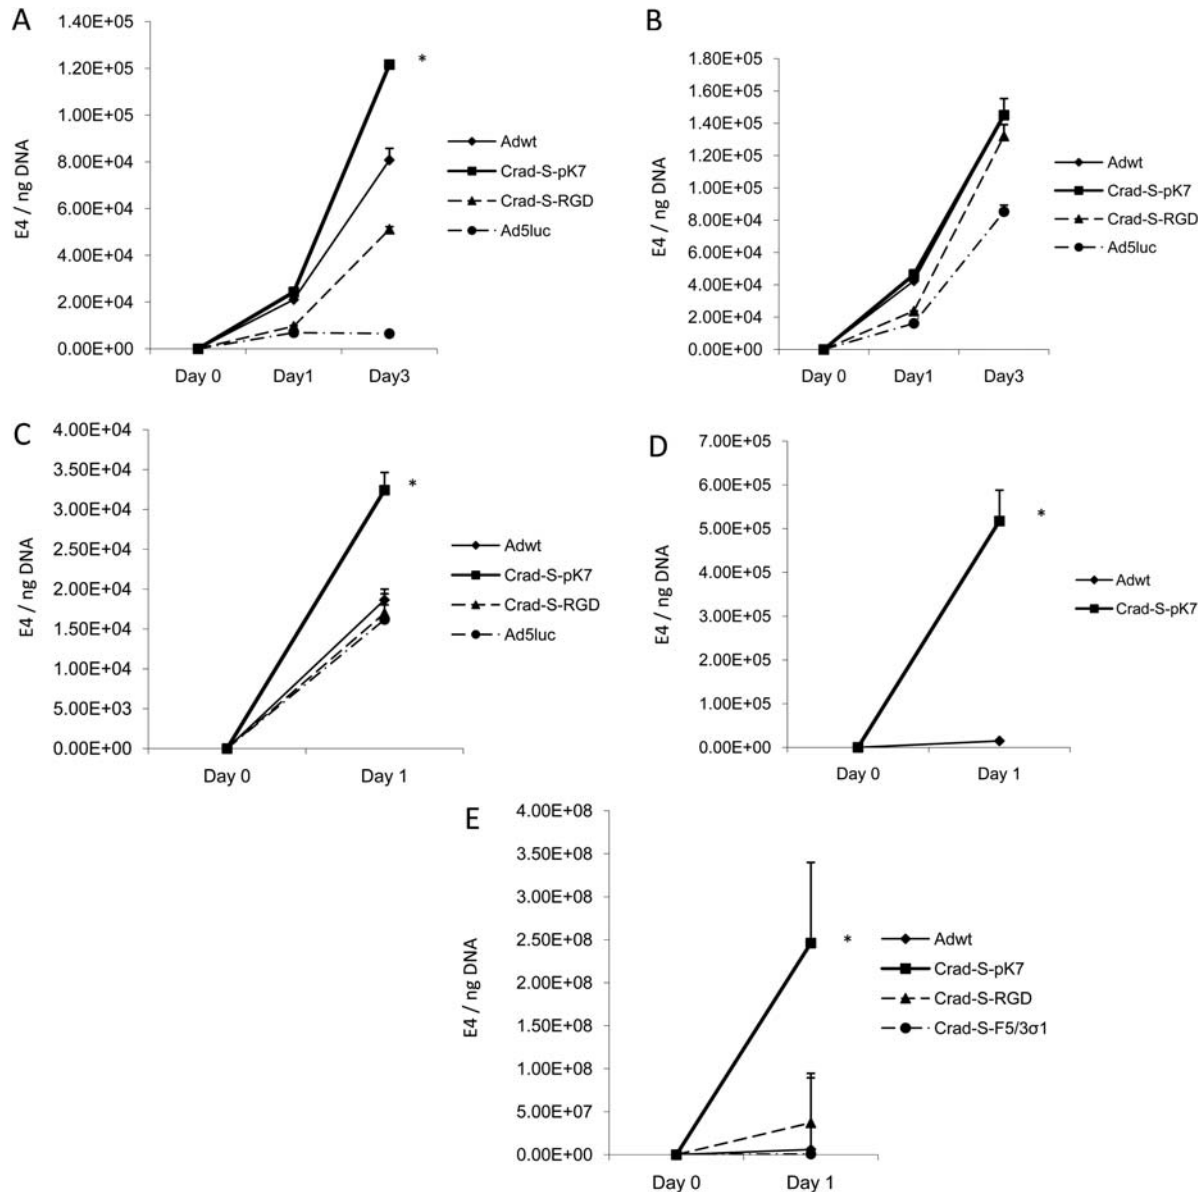 A
1.40E+05
1.20E+05
1.00E+05
8.00E+04
6.00E+04
4.00E+04
2.00E+04
0.00E+00
E4 / ng DNA
Day 0 Day1 Day3
*
Adwt
Crad-S-pK7
Crad-S-RGD
Ad5luc
B
1.80E+05
1.60E+05
1.40E+05
1.20E+05
1.00E+05
8.00E+04
6.00E+04
4.00E+04
2.00E+04
0.00E+00
E4 / ng DNA
Day 0 Day1 Day3
Adwt
Crad-S-pK7
Crad-S-RGD
Ad5luc
C
4.00E+04
3.50E+04
3.00E+04
2.50E+04
2.00E+04
1.50E+04
1.00E+04
5.00E+03
0.00E+00
E4 / ng DNA
Day 0 Day 1
*
Adwt
Crad-S-pK7
Crad-S-RGD
Ad5luc
D
7.00E+05
6.00E+05
5.00E+05
4.00E+05
3.00E+05
2.00E+05
1.00E+05
0.00E+00
E4 / ng DNA
Day 0 Day 1
*
Adwt
Crad-S-pK7
E
4.00E+08
3.50E+08
3.00E+08
2.50E+08
2.00E+08
1.50E+08
1.00E+08
5.00E+07
0.00E+00
E4 / ng DNA
Day 0 Day 1
*
Adwt
Crad-S-pK7
Crad-S-RGD
Crad-S-F5/3σ1